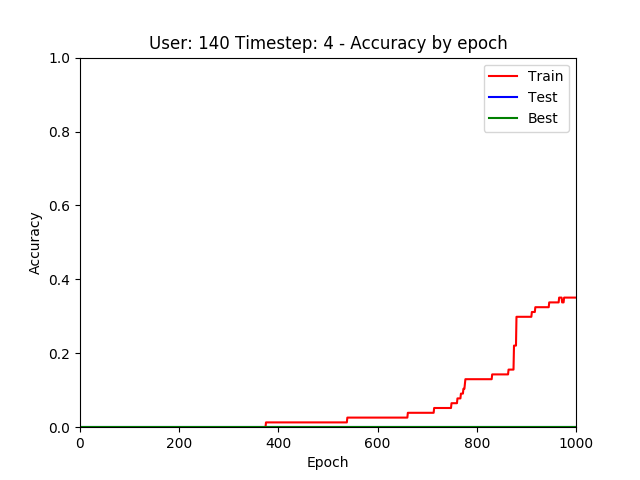 User: 140 Timestep: 4 - Accuracy by epoch
Train
Test
Best
Accuracy
1.0
0.8
0.6
0.4
0.2
0.0
0 200 400 600 800 1000
Epoch